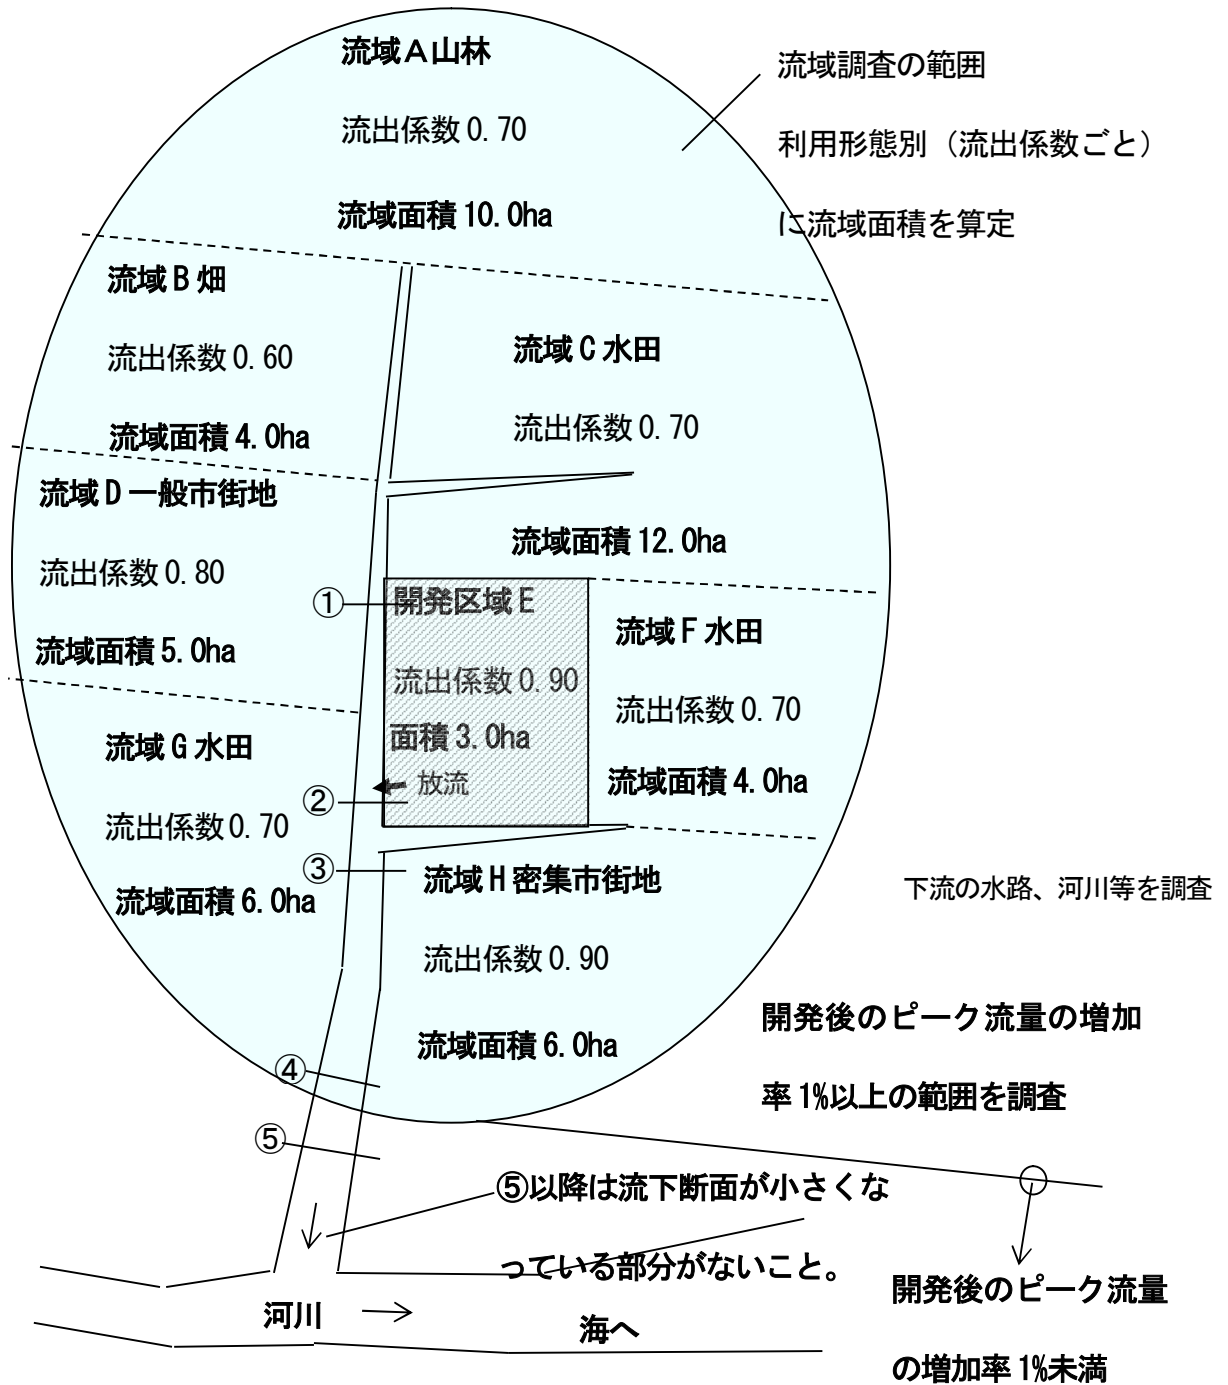 流域A山林
流出係数0.70
流域面積10.0ha
流域調査の範囲
利用形態別（流出係数ごと）
に流域面積を算定
流域B畑
流出係数0.60
流域面積4.0ha
流域C水田
流出係数0.70
流域面積12.0ha
流域D一般市街地
流出係数0.80
流域面積5.0ha
①
開発区域E
流出係数0.90
面積3.0ha
放流
流域F水田
流出係数0.70
流域面積4.0ha
流域G水田
流出係数0.70
流域面積6.0ha
②
③
流域H密集市街地
流出係数0.90
流域面積6.0ha
下流の水路、河川等を調査
開発後のピーク流量の増加
率1%以上の範囲を調査
④
⑤
⑤以降は流下断面が小さくな
っている部分がないこと。
河川
海へ
開発後のピーク流量
の増加率1%未満